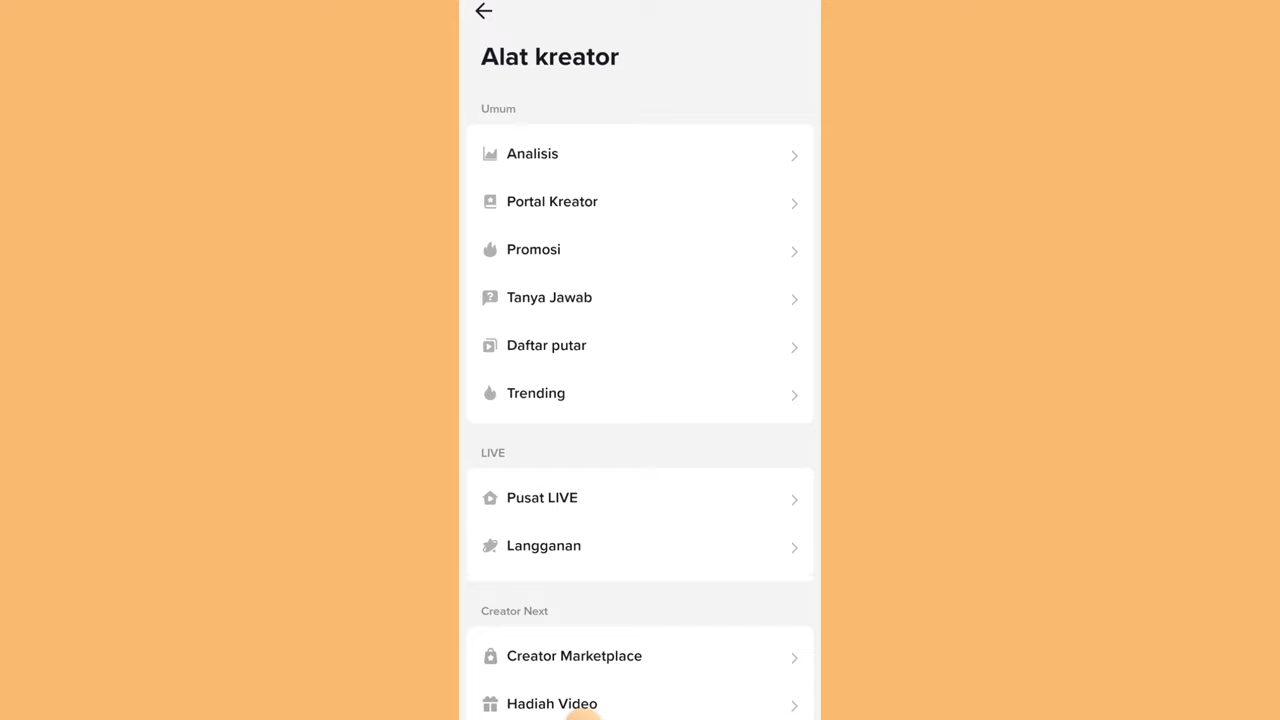 Alat kreator
Umum
Analisis
Portal Kreator
Promosi
Tanya Jawab
Daftar putar
Trending
LIVE
Pusat LIVE
Langganan
Creator Next
Creator Marketplace
Hadiah Video